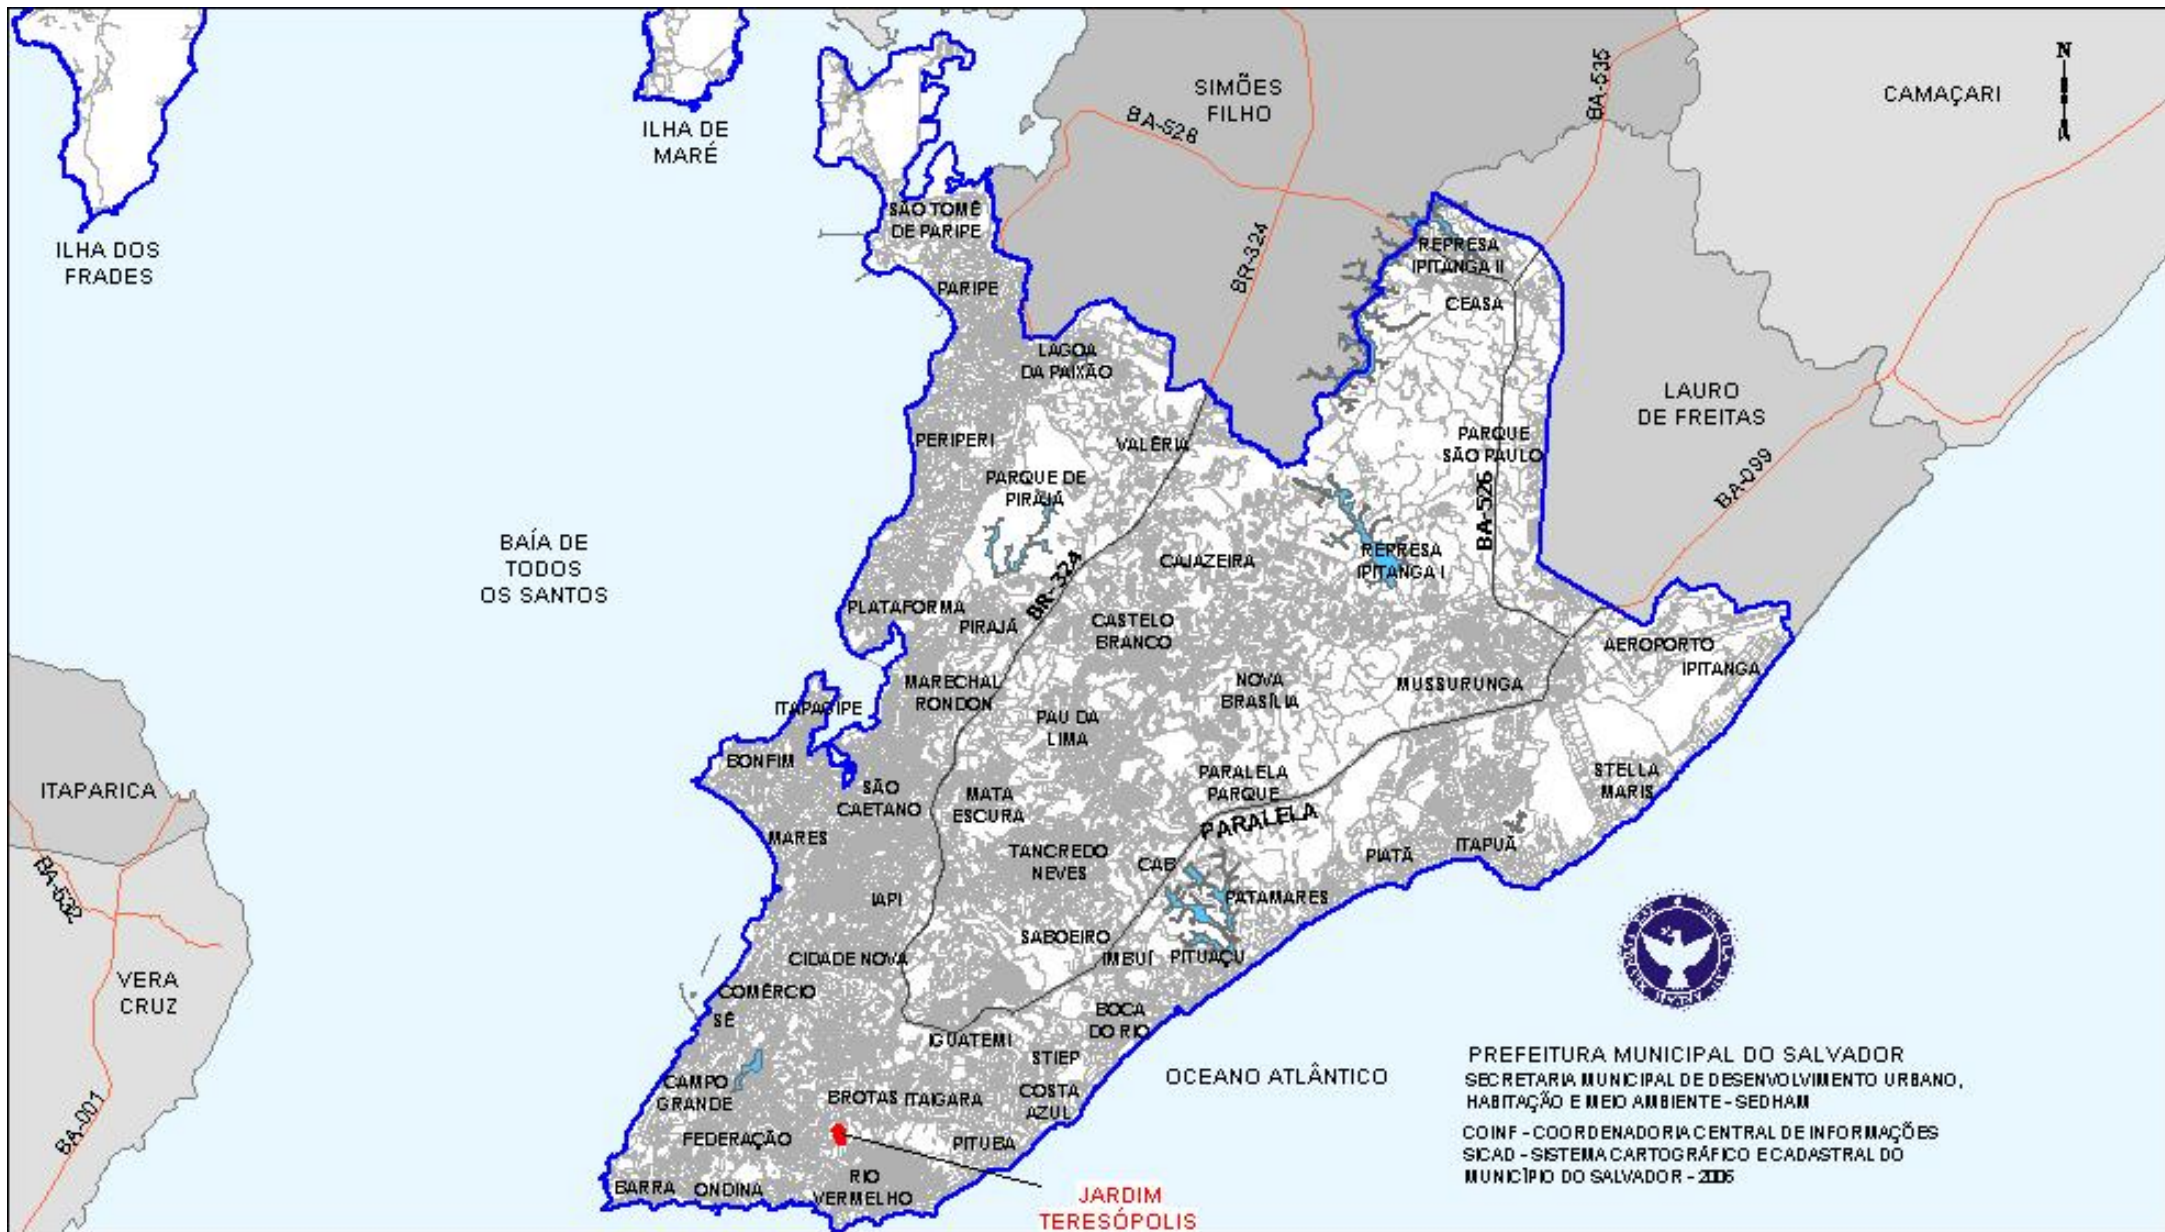 N
SIMÕES
FILHO
CAMAÇARI
BA-535
BA-528
ILHA DE
MARÉ
SÃO TOMÉ
DE PARIPE
ILHA DOS
FRADES
BR-324
REPRESA
IPITANGA II
PARIPE
CEASA
LAGOA
DA PAIXÃO
LAURO
DE FREITAS
PERIPERI
VALÉRIA
PARQUE
SÃO PAULO
PARQUE DE
PIRAJÁ
BA-099
BA-526
BAÍA DE
TODOS
OS SANTOS
CAJAZEIRA
REPRESA
IPITANGA I
BR-324
PLATAFORMA
PIRAJÁ
CASTELO
BRANCO
AEROPORTO
IPITANGA
MARECHAL
RONDON
NOVA
BRASÍLIA
MUSSURUNGA
ITAPAGIPE
PAU DA
LIMA
BONFIM
PARALELA
PARQUE
STELLA
MARIS
ITAPARICA
SÃO
CAETANO
MATA
ESCURA
PARALELA
MARES
TANCREDO
NEVES
CAB
PIATÃ
ITAPUÃ
BA-532
IAPI
PATAMARES
SABOEIRO
CIDADE NOVA
IMBUÍ
PITUAÇU
VERA
CRUZ
COMÉRCIO
SÉ
BOCA
DO RIO
IGUATEMI
STIEP
OCEANO ATLÂNTICO
CAMPO
GRANDE
BROTAS
ITAIGARA
COSTA
AZUL
BA-001
FEDERAÇÃO
PITUBA
BARRA
ONDINA
RIO
VERMELHO
JARDIM
TERESÓPOLIS
PREFEITURA MUNICIPAL DO SALVADOR
SECRETARIA MUNICIPAL DE DESENVOLVIMENTO URBANO,
HABITAÇÃO E MEIO AMBIENTE - SEDHAM
COINF - COORDENADORIA CENTRAL DE INFORMAÇÕES
SICAD - SISTEMA CARTOGRÁFICO E CADASTRAL DO
MUNICÍPIO DO SALVADOR - 2006